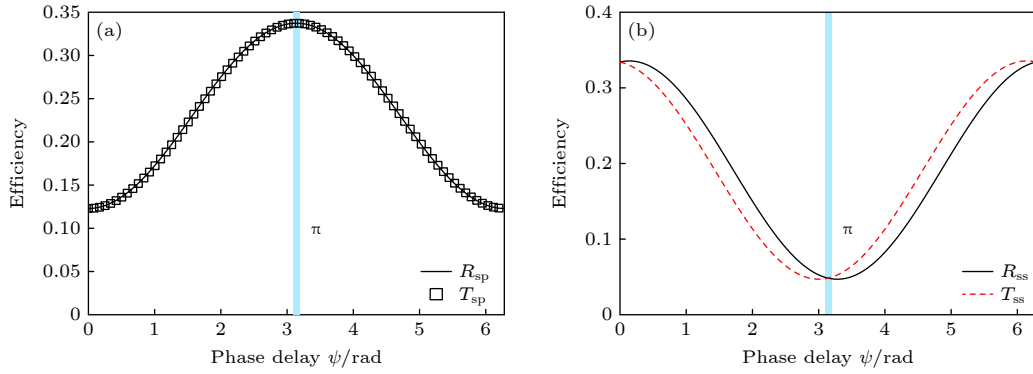 (a)
0.35
0.30
0.25
0.20
0.15
0.10
0.05
0
Efficiency
π
R_sp
T_sp
0 1 2 3 4 5 6
Phase delay ψ/rad
(b)
0.4
0.3
0.2
0.1
0
Efficiency
π
R_ss
T_ss
0 1 2 3 4 5 6
Phase delay ψ/rad